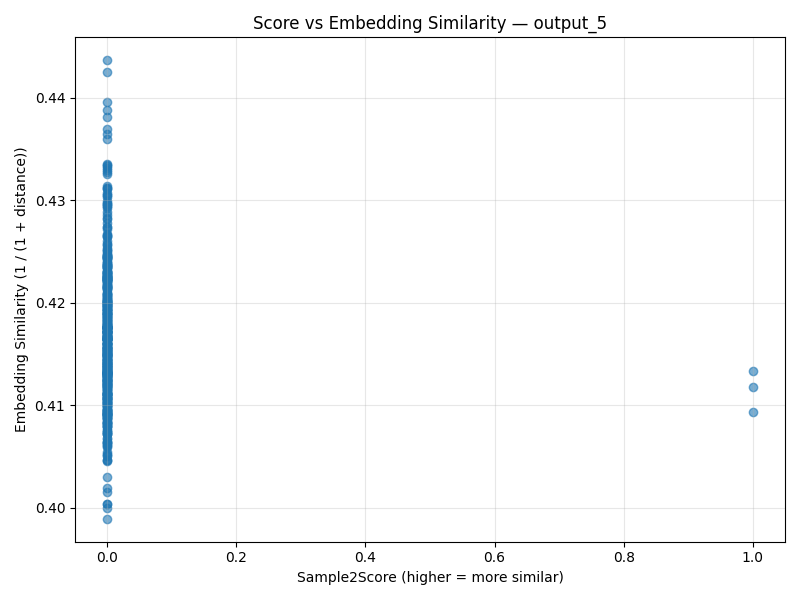 Score vs Embedding Similarity — output_5
Embedding Similarity (1 / (1 + distance))
0.44
0.43
0.42
0.41
0.40
0.0 0.2 0.4 0.6 0.8 1.0
Sample2Score (higher = more similar)